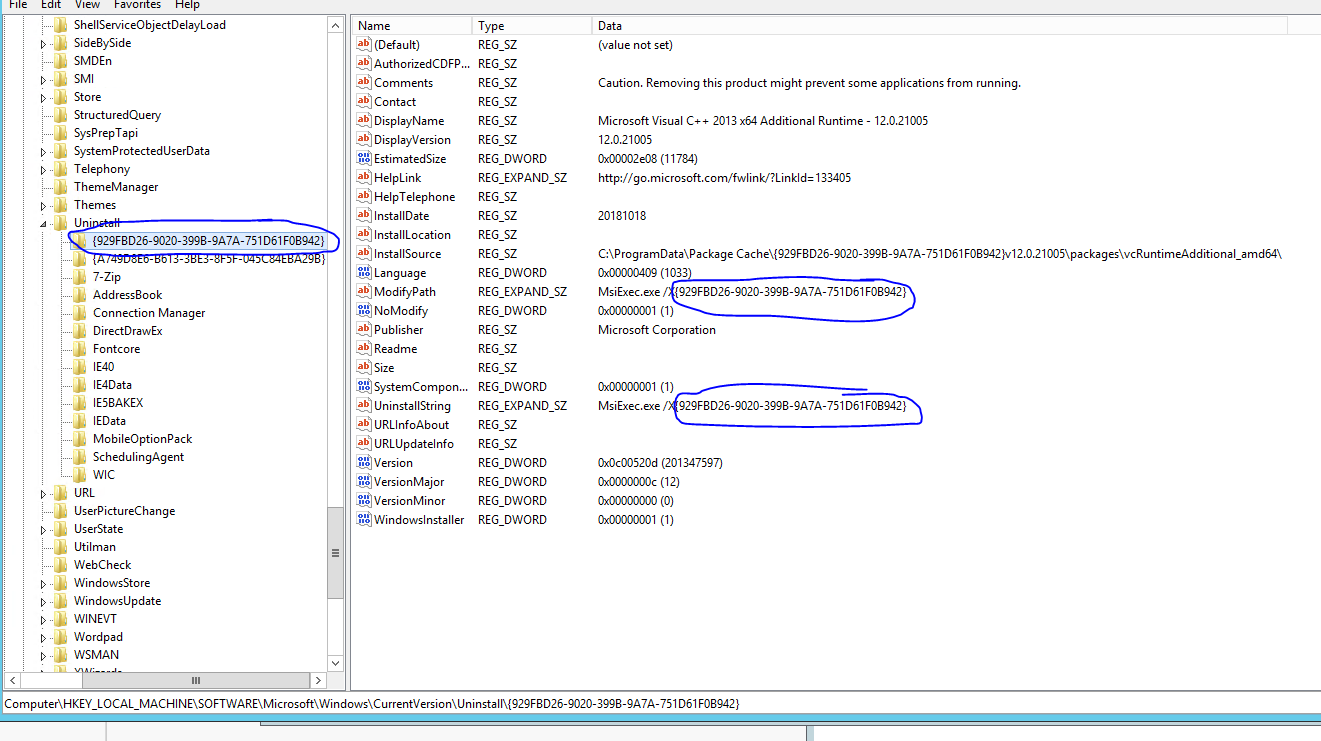 File Edit View Favorites Help
ShellServiceObjectDelayLoad
SideBySide
SMDEn
SMI
Store
StructuredQuery
SysPrepTapi
SystemProtectedUserData
Telephony
ThemeManager
Themes
Uninstall
{929FBD26-9020-399B-9A7A-751D61F0B942}
{A749D8E6-B613-3BE3-8F5F-045C84EBA29B}
7-Zip
AddressBook
Connection Manager
DirectDrawEx
Fontcore
IE40
IE4Data
IE5BAKEX
IEData
MobileOptionPack
SchedulingAgent
WIC
URL
UserPictureChange
UserState
Utilman
WebCheck
WindowsStore
WindowsUpdate
WINEVT
Wordpad
WSMAN
XWizards
Name Type Data
(Default) REG_SZ (value not set)
AuthorizedCDFP... REG_SZ
Comments REG_SZ Caution. Removing this product might prevent some applications from running.
Contact REG_SZ
DisplayName REG_SZ Microsoft Visual C++ 2013 x64 Additional Runtime - 12.0.21005
DisplayVersion REG_SZ 12.0.21005
EstimatedSize REG_DWORD 0x00002e08 (11784)
HelpLink REG_EXPAND_SZ http://go.microsoft.com/fwlink/?LinkId=133405
HelpTelephone REG_SZ
InstallDate REG_SZ 20181018
InstallLocation REG_SZ
InstallSource REG_SZ C:\ProgramData\Package Cache\{929FBD26-9020-399B-9A7A-751D61F0B942}v12.0.21005\packages\vcRuntimeAdditional_amd64\
Language REG_DWORD 0x00000409 (1033)
ModifyPath REG_EXPAND_SZ MsiExec.exe /X{929FBD26-9020-399B-9A7A-751D61F0B942}
NoModify REG_DWORD 0x00000001 (1)
Publisher REG_SZ Microsoft Corporation
Readme REG_SZ
Size REG_SZ
SystemCompon... REG_DWORD 0x00000001 (1)
UninstallString REG_EXPAND_SZ MsiExec.exe /X{929FBD26-9020-399B-9A7A-751D61F0B942}
URLInfoAbout REG_SZ
URLUpdateInfo REG_SZ
Version REG_DWORD 0x0c00520d (201347597)
VersionMajor REG_DWORD 0x0000000c (12)
VersionMinor REG_DWORD 0x00000000 (0)
WindowsInstaller REG_DWORD 0x00000001 (1)
Computer\HKEY_LOCAL_MACHINE\SOFTWARE\Microsoft\Windows\CurrentVersion\Uninstall\{929FBD26-9020-399B-9A7A-751D61F0B942}